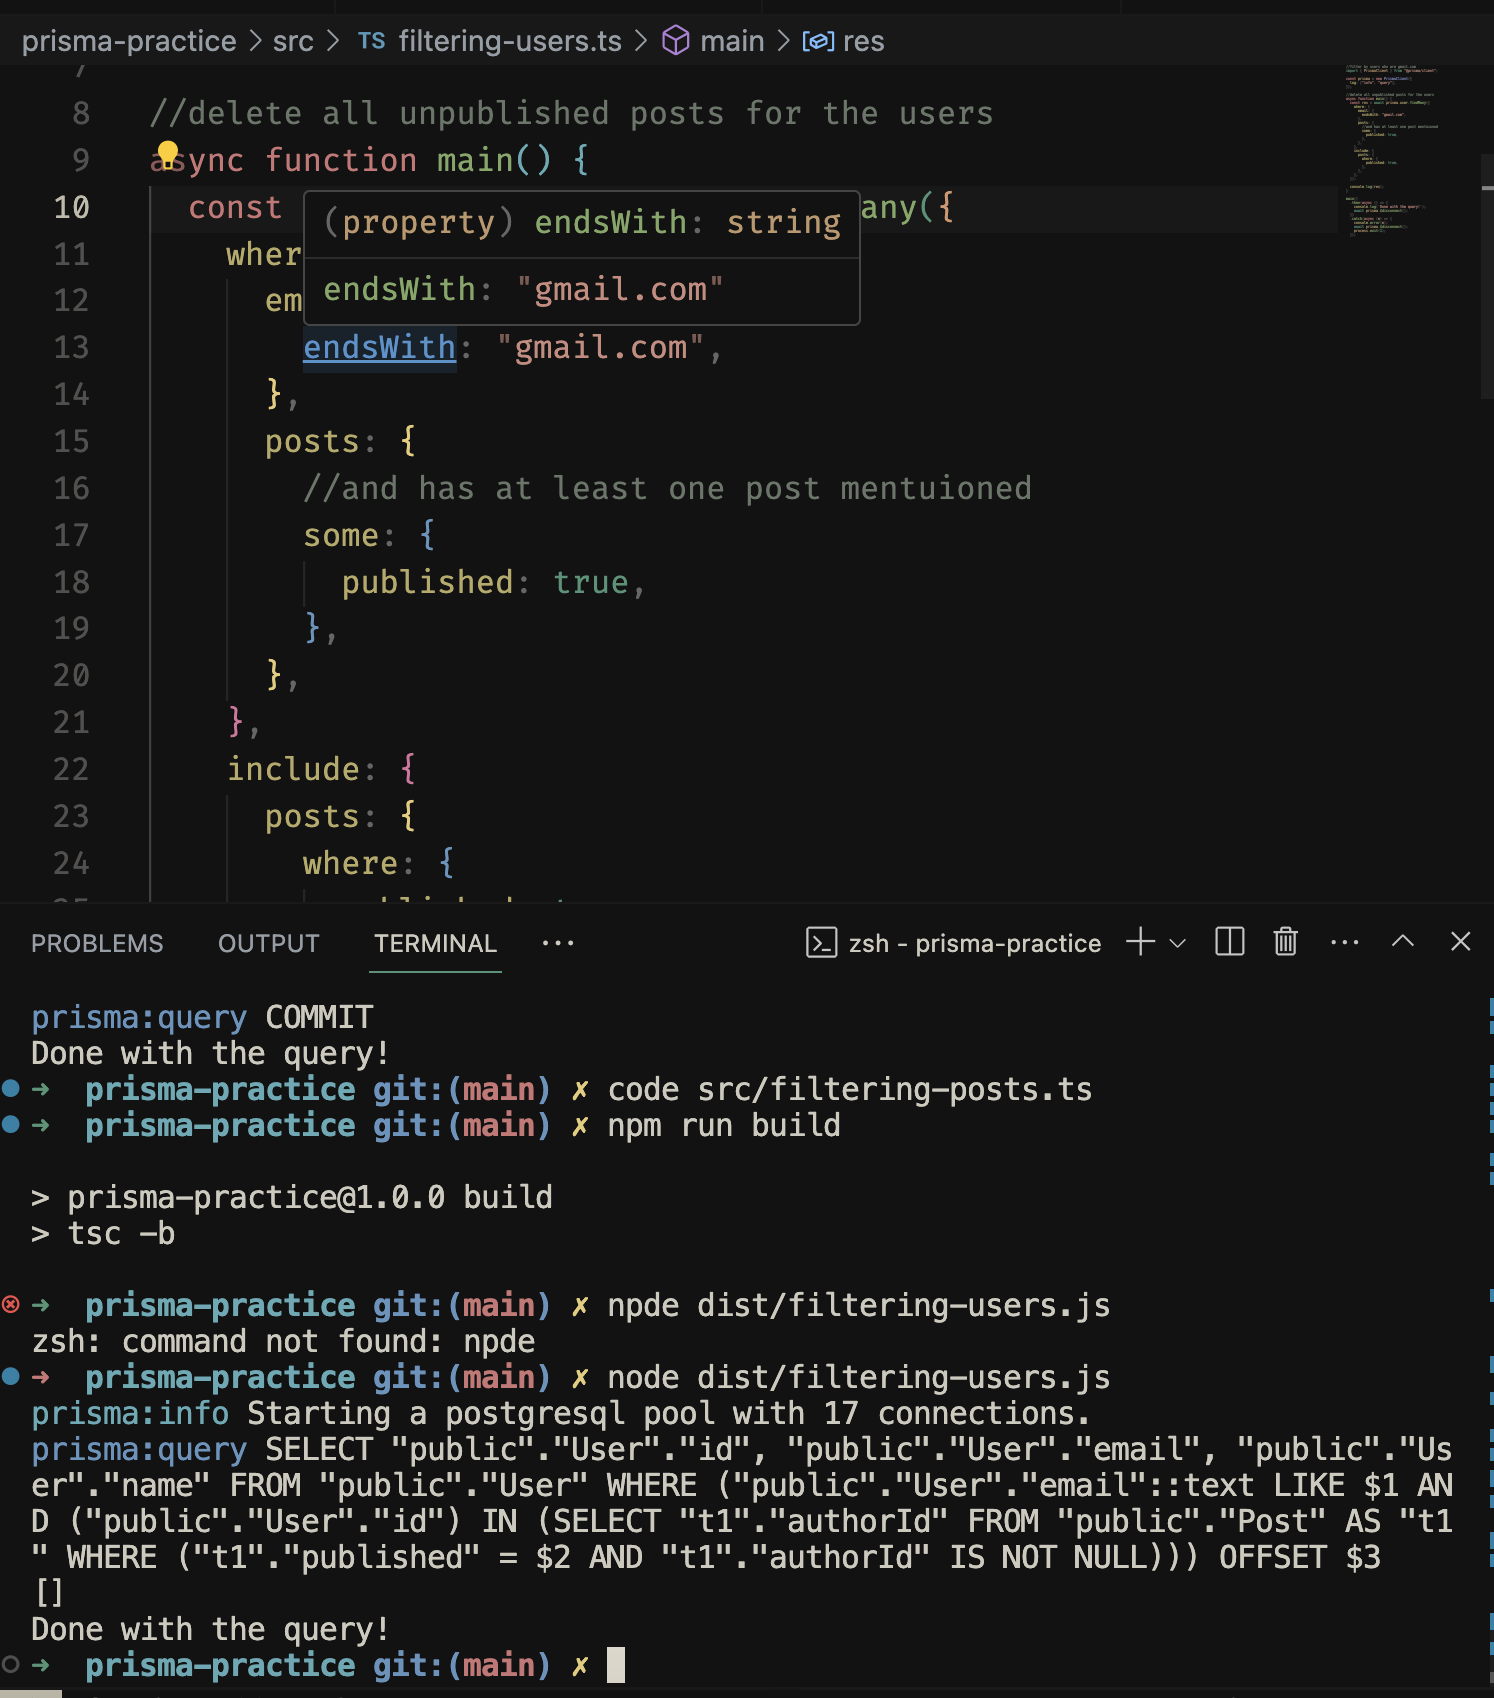 prisma-practice > src > TS filtering-users.ts > main > res
7
8 //delete all unpublished posts for the users
9 async function main() {
10 const any({
(property) endsWith: string
11 wher
endsWith: "gmail.com"
12 em
13 endsWith: "gmail.com",
14 },
15 posts: {
16 //and has at least one post mentuioned
17 some: {
18 published: true,
19 },
20 },
21 },
22 include: {
23 posts: {
24 where: {
PROBLEMS OUTPUT TERMINAL ··· zsh - prisma-practice
prisma:query COMMIT
Done with the query!
➜ prisma-practice git:(main) ✗ code src/filtering-posts.ts
➜ prisma-practice git:(main) ✗ npm run build
> prisma-practice@1.0.0 build
> tsc -b
➜ prisma-practice git:(main) ✗ npde dist/filtering-users.js
zsh: command not found: npde
➜ prisma-practice git:(main) ✗ node dist/filtering-users.js
prisma:info Starting a postgresql pool with 17 connections.
prisma:query SELECT "public"."User"."id", "public"."User"."email", "public"."Us
er"."name" FROM "public"."User" WHERE ("public"."User"."email"::text LIKE $1 AN
D ("public"."User"."id") IN (SELECT "t1"."authorId" FROM "public"."Post" AS "t1
" WHERE ("t1"."published" = $2 AND "t1"."authorId" IS NOT NULL))) OFFSET $3
[]
Done with the query!
➜ prisma-practice git:(main) ✗